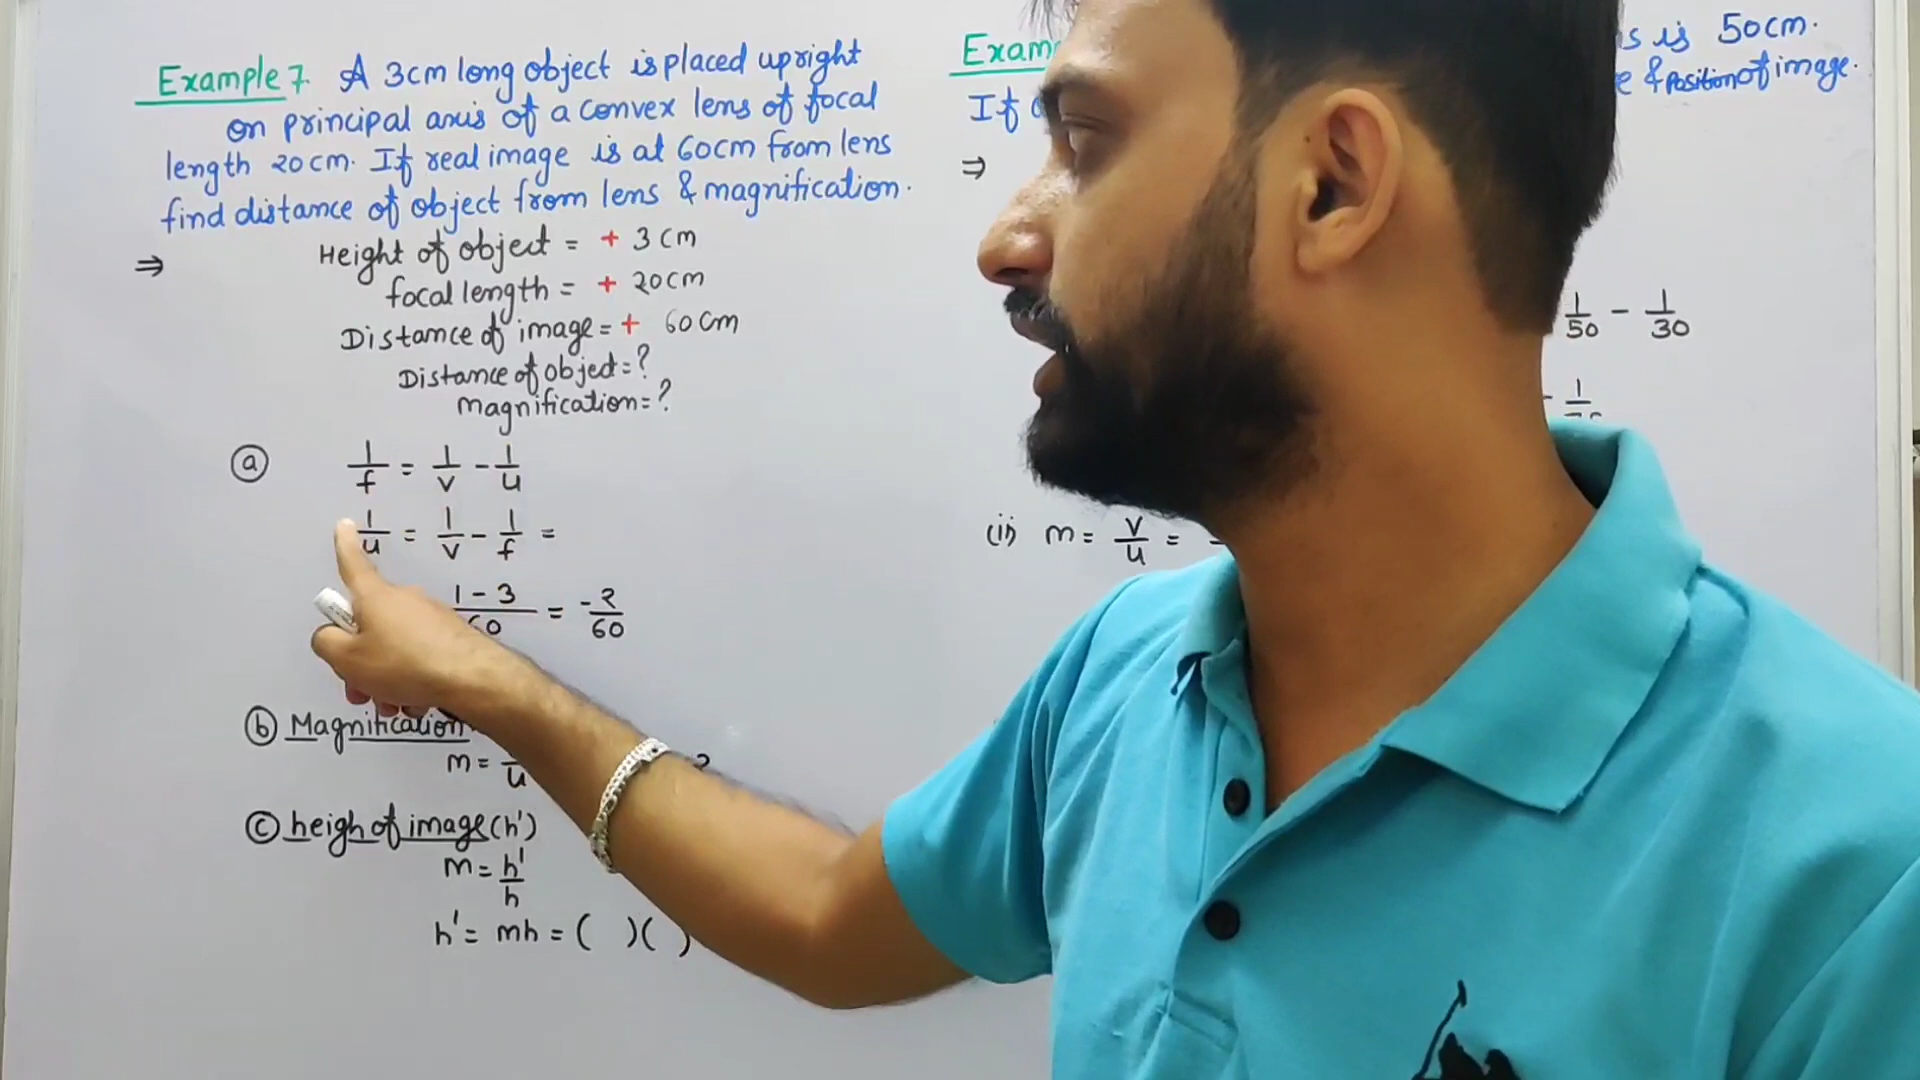 Example 7. A 3cm long object is placed upright
on principal axis of a convex lens of focal
length 20cm. If real image is at 60cm from lens
find distance of object from lens & magnification.
⇒ Height of object = + 3 cm
focal length = + 20cm
Distance of image = + 60 cm
Distance of object = ?
Magnification = ?
ⓐ 1/f = 1/v - 1/u
1/u = 1/v - 1/f =
1 - 3/60 = -2/60
ⓑ Magnification
m = /u
ⓒ heigh of image (h')
m = h'/h
h' = mh = ( )( )
is 50cm.
If & Position of image.
⇒
1/50 - 1/30
(ii) m = v/u =